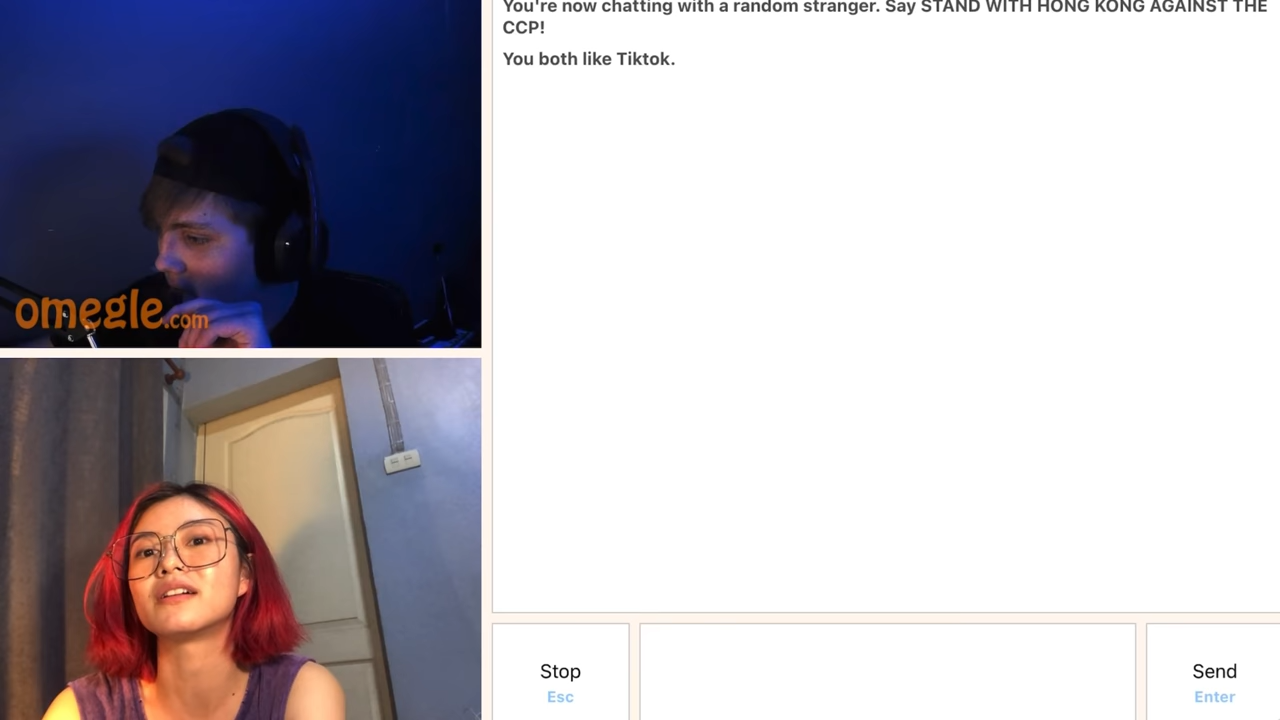 You're now chatting with a random stranger. Say STAND WITH HONG KONG AGAINST THE
CCP!
You both like Tiktok.
omegle.com
Stop
Esc
Send
Enter